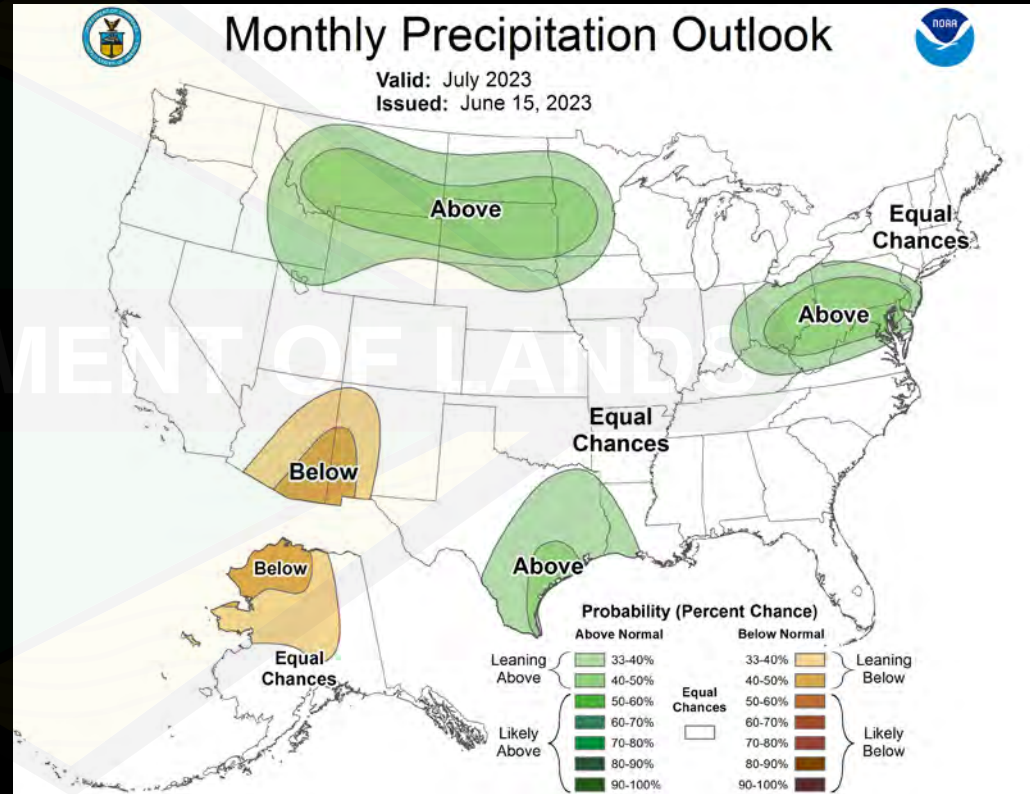 Monthly Precipitation Outlook
NOAA
Valid: July 2023
Issued: June 15, 2023
Above
Equal
Chances
Above
MENT OF LANDS
Equal
Chances
Below
Above
Below
Equal
Chances
Probability (Percent Chance)
Above Normal
Below Normal
Leaning
Above
33-40%
40-50%
Likely
Above
50-60%
60-70%
70-80%
80-90%
90-100%
Equal
Chances
33-40%
40-50%
Leaning
Below
50-60%
60-70%
70-80%
80-90%
90-100%
Likely
Below